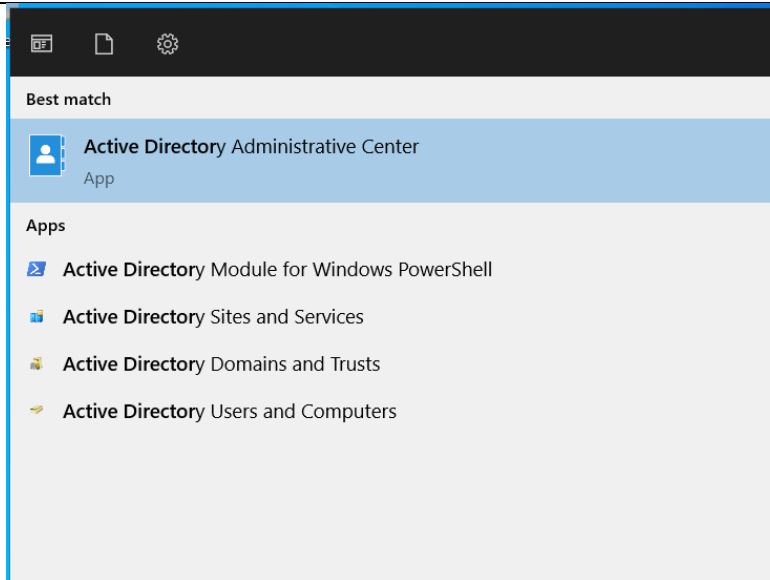 Best match
Active Directory Administrative Center
App
Apps
Active Directory Module for Windows PowerShell
Active Directory Sites and Services
Active Directory Domains and Trusts
Active Directory Users and Computers